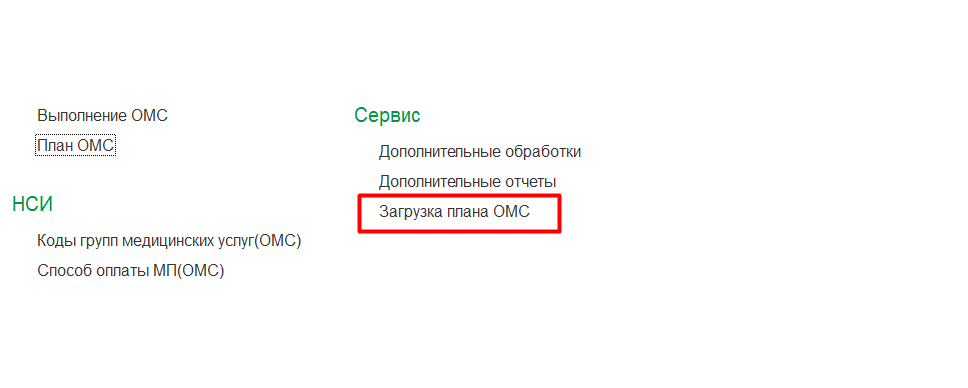 Выполнение ОМС
План ОМС
НСИ
Коды групп медицинских услуг(ОМС)
Способ оплаты МП(ОМС)
Сервис
Дополнительные обработки
Дополнительные отчеты
Загрузка плана ОМС